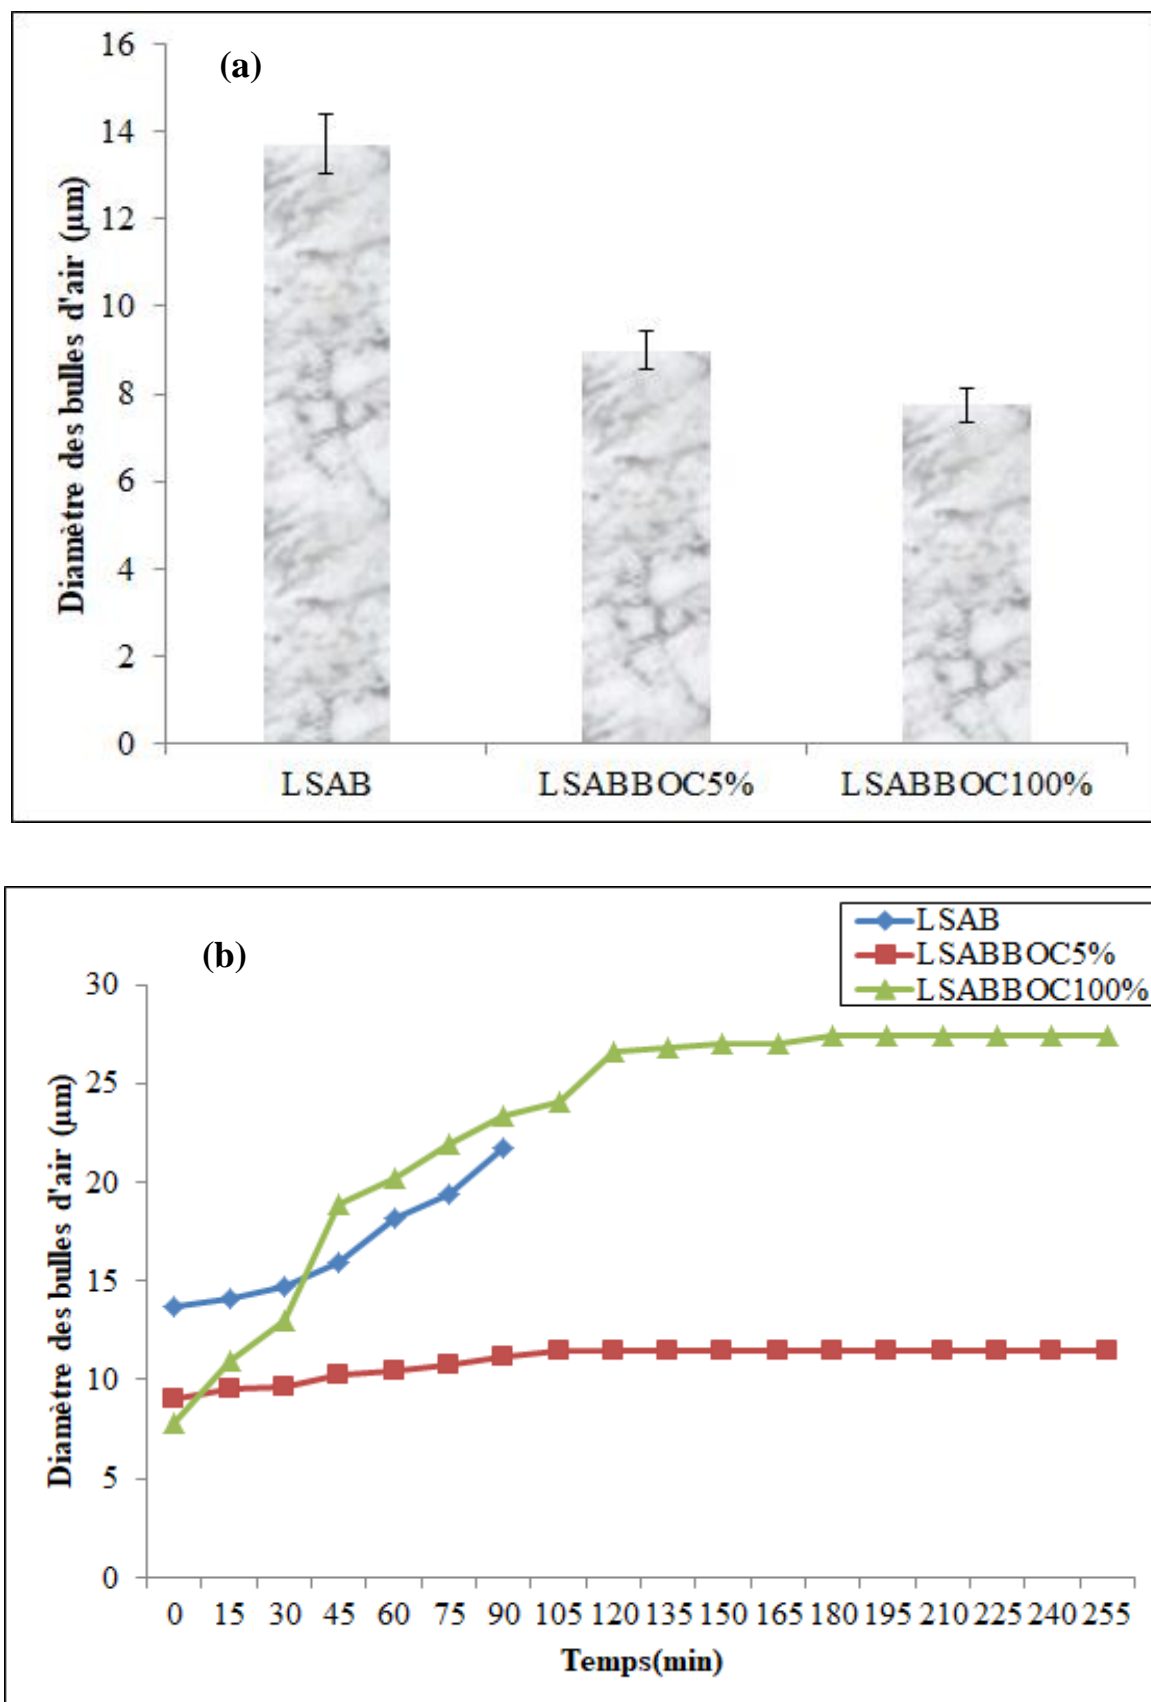 (a)
Diamètre des bulles d'air (µm)
16
14
12
10
8
6
4
2
0
LSAB LSABBOC5% LSABBOC100%
LSAB
LSABBOC5%
LSABBOC100%
(b)
Diamètre des bulles d'air (µm)
30
25
20
15
10
5
0
0 15 30 45 60 75 90 105 120 135 150 165 180 195 210 225 240 255
Temps(min)